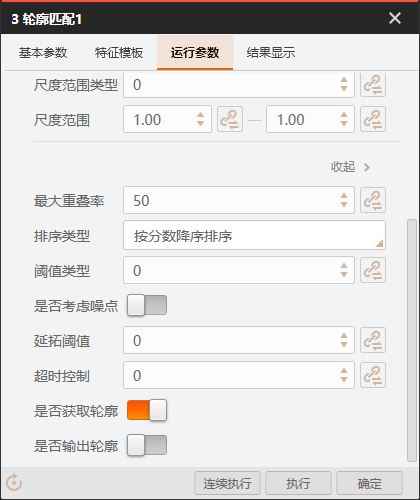 3 轮廓匹配1
基本参数 特征模板 运行参数 结果显示
尺度范围类型 0
尺度范围 1.00 — 1.00
收起
最大重叠率 50
排序类型 按分数降序排序
阈值类型 0
是否考虑噪点
延拓阈值 0
超时控制 0
是否获取轮廓
是否输出轮廓
连续执行 执行 确定